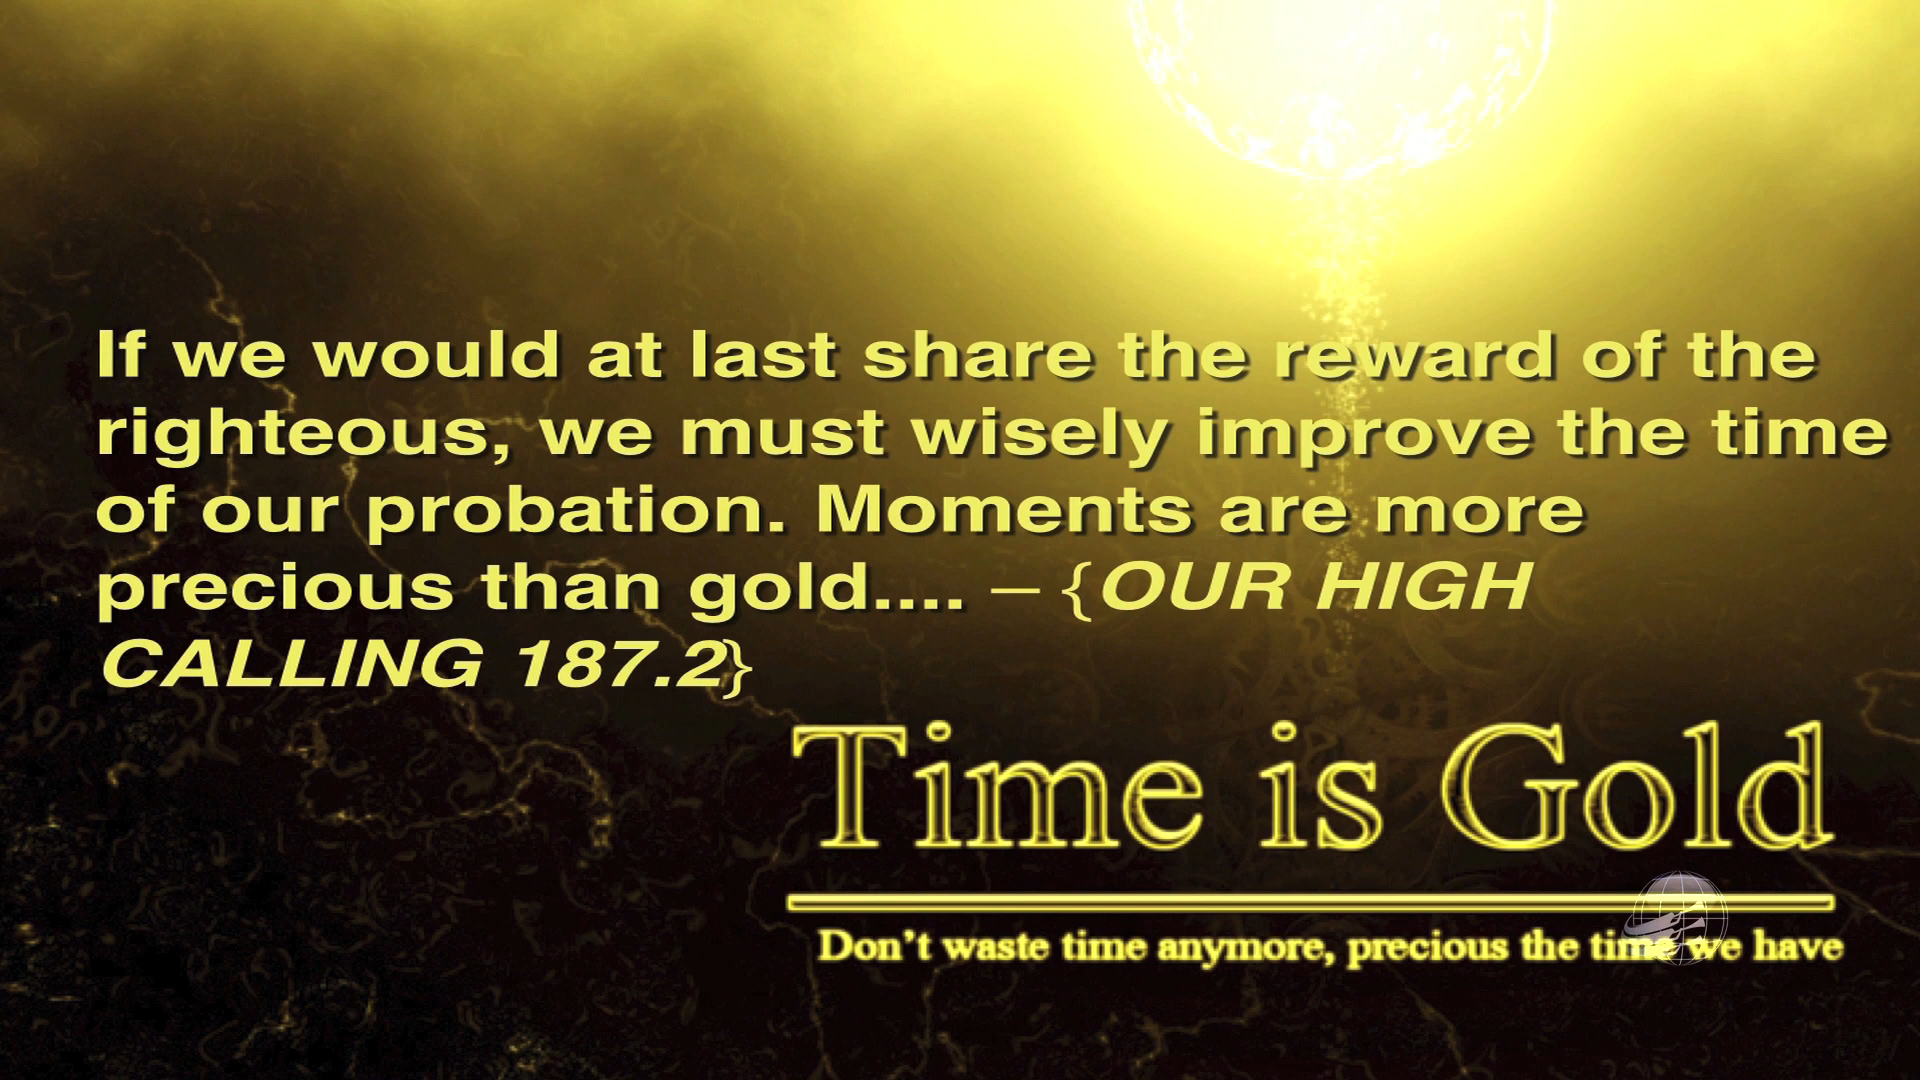 If we would at last share the reward of the
righteous, we must wisely improve the time
of our probation. Moments are more
precious than gold.... – {OUR HIGH
CALLING 187.2}
Time is Gold
Don't waste time anymore, precious the time we have